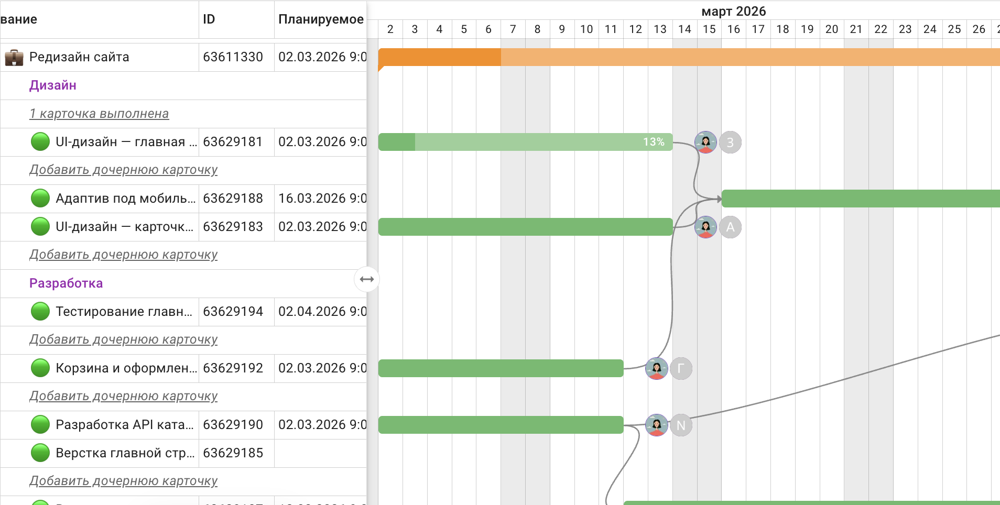 вание ID Планируемое март 2026
2 3 4 5 6 7 8 9 10 11 12 13 14 15 16 17 18 19 20 21 22 23 24 25 26
Редизайн сайта 63611330 02.03.2026 9:0
Дизайн
1 карточка выполнена
UI-дизайн — главная ... 63629181 02.03.2026 9:0 13% З
Добавить дочернюю карточку
Адаптив под мобиль... 63629188 16.03.2026 9:0
UI-дизайн — карточк... 63629183 02.03.2026 9:0 А
Добавить дочернюю карточку
Разработка
Тестирование главн... 63629194 02.04.2026 9:0
Добавить дочернюю карточку
Корзина и оформлен... 63629192 02.03.2026 9:0 Г
Добавить дочернюю карточку
Разработка API ката... 63629190 02.03.2026 9:0 N
Верстка главной стр... 63629185
Добавить дочернюю карточку